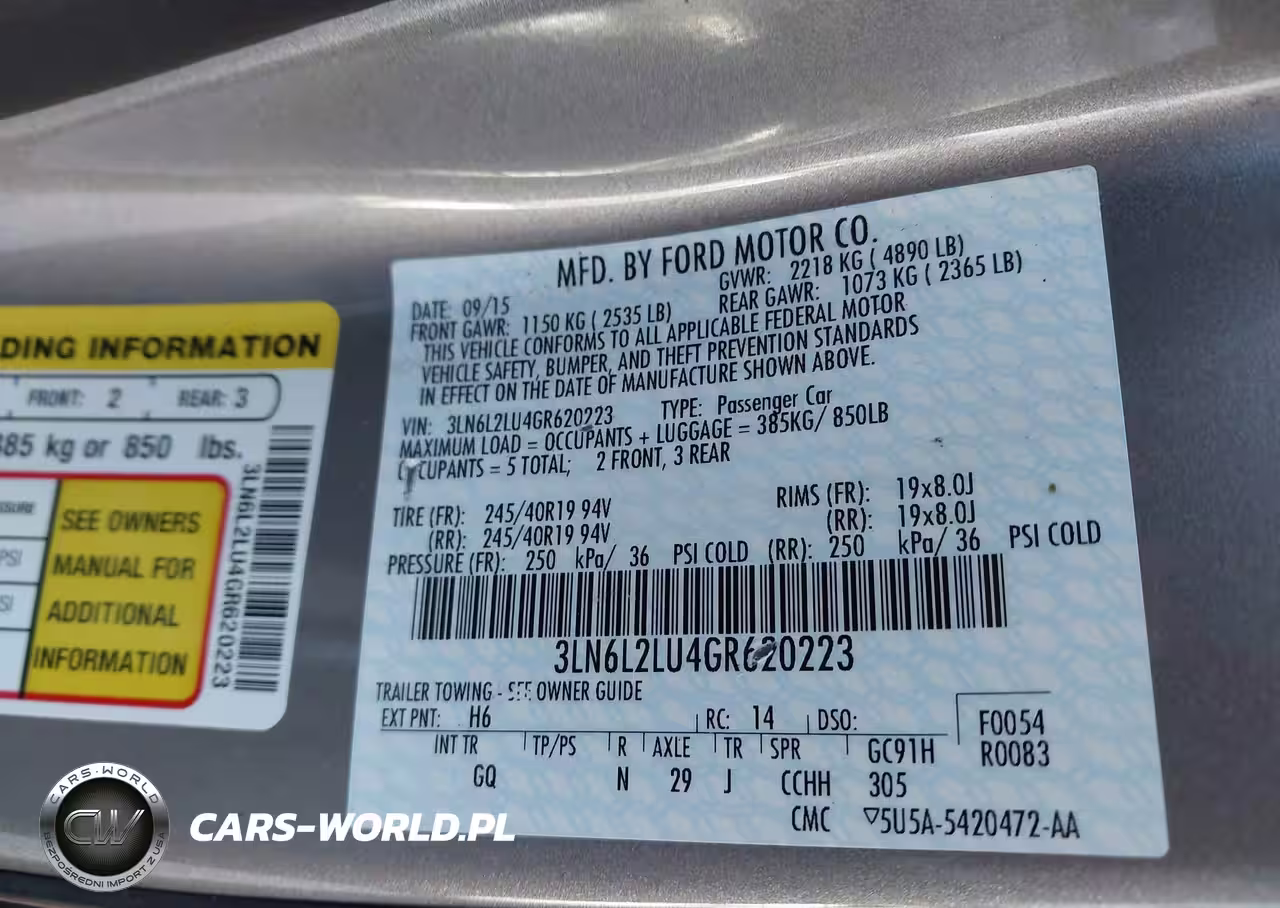 MFD. BY FORD MOTOR CO.
DATE: 09/15 GVWR: 2218 KG ( 4890 LB)
FRONT GAWR: 1150 KG ( 2535 LB) REAR GAWR: 1073 KG ( 2365 LB)
THIS VEHICLE CONFORMS TO ALL APPLICABLE FEDERAL MOTOR
VEHICLE SAFETY, BUMPER, AND THEFT PREVENTION STANDARDS
IN EFFECT ON THE DATE OF MANUFACTURE SHOWN ABOVE.
VIN: 3LN6L2LU4GR620223 TYPE: Passenger Car
MAXIMUM LOAD = OCCUPANTS + LUGGAGE = 385KG/ 850LB
OCCUPANTS = 5 TOTAL; 2 FRONT, 3 REAR
TIRE (FR): 245/40R19 94V RIMS (FR): 19x8.0J
(RR): 245/40R19 94V (RR): 19x8.0J
PRESSURE (FR): 250 kPa/ 36 PSI COLD (RR): 250 kPa/ 36 PSI COLD
3LN6L2LU4GR620223
TRAILER TOWING - SEE OWNER GUIDE
EXT PNT: H6 RC: 14 DSO: F0054
INT TR TP/PS R AXLE TR SPR GC91H R0083
GQ N 29 J CCHH 305
CMC ▽5U5A-5420472-AA
DING INFORMATION
FRONT: 2 REAR: 3
385 kg or 850 lbs.
SEE OWNERS
MANUAL FOR
ADDITIONAL
INFORMATION
PSI
SI
3LN6L2LU4GR620223
CARS-WORLD
CW
BEZPOŚREDNI IMPORT Z USA
CARS-WORLD.PL